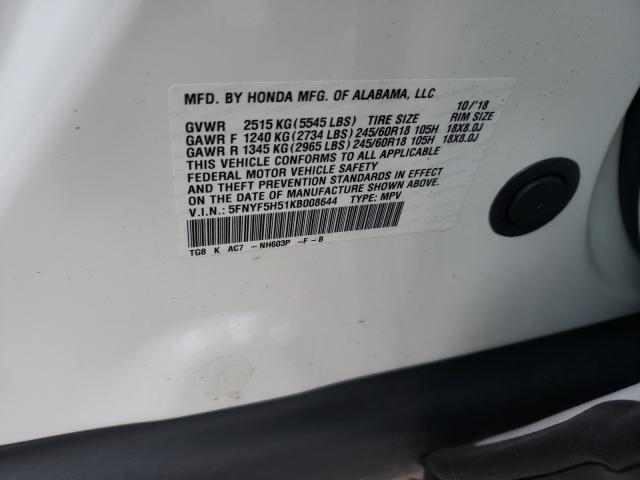 MFD. BY HONDA MFG. OF ALABAMA, LLC
10/'18
GVWR 2515 KG (5545 LBS) TIRE SIZE RIM SIZE
GAWR F 1240 KG (2734 LBS) 245/60R18 105H 18X8.0J
GAWR R 1345 KG (2965 LBS) 245/60R18 105H 18X8.0J
THIS VEHICLE CONFORMS TO ALL APPLICABLE
FEDERAL MOTOR VEHICLE SAFETY
AND THEFT PREVENTION STANDARDS IN EFFECT
ON THE DATE OF MANUFACTURE SHOWN ABOVE.
V.I.N.: 5FNYF5H51KB008644 TYPE: MPV
TG8 K AC7 -NH603P -F-B